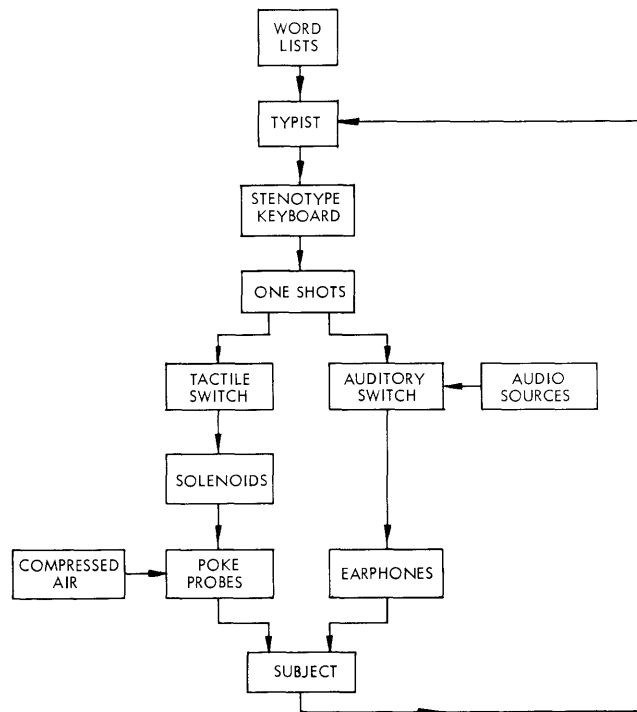 WORD
LISTS
TYPIST
STENOTYPE
KEYBOARD
ONE SHOTS
TACTILE
SWITCH
AUDITORY
SWITCH
AUDIO
SOURCES
SOLENOIDS
COMPRESSED
AIR
POKE
PROBES
EARPHONES
SUBJECT